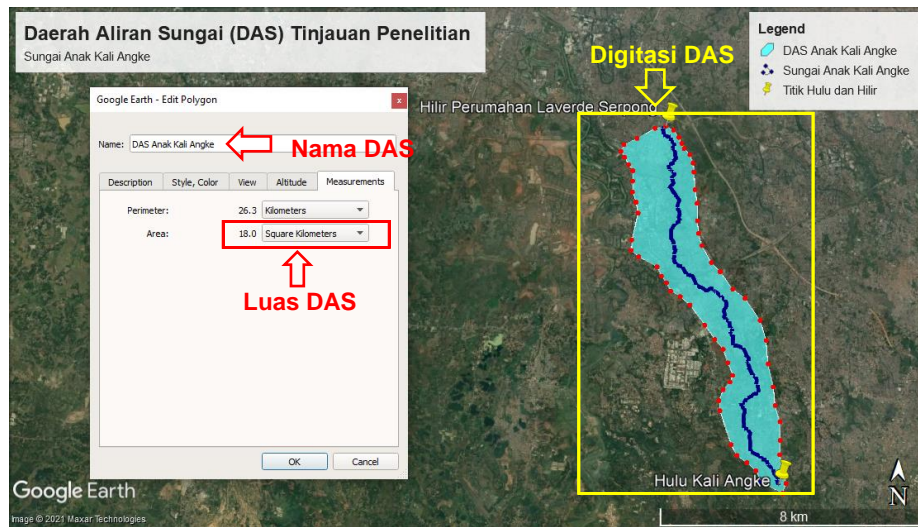 Daerah Aliran Sungai (DAS) Tinjauan Penelitian
Sungai Anak Kali Angke
Legend
DAS Anak Kali Angke
Sungai Anak Kali Angke
Titik Hulu dan Hilir
Digitasi DAS
Hilir Perumahan Laverde Serpong
Google Earth - Edit Polygon
x
Name: DAS Anak Kali Angke
Nama DAS
Description Style, Color View Altitude Measurements
Perimeter: 26.3 Kilometers
Area: 18.0 Square Kilometers
Luas DAS
OK Cancel
Hulu Kali Angke
Google Earth
N
Image © 2021 Maxar Technologies
8 km